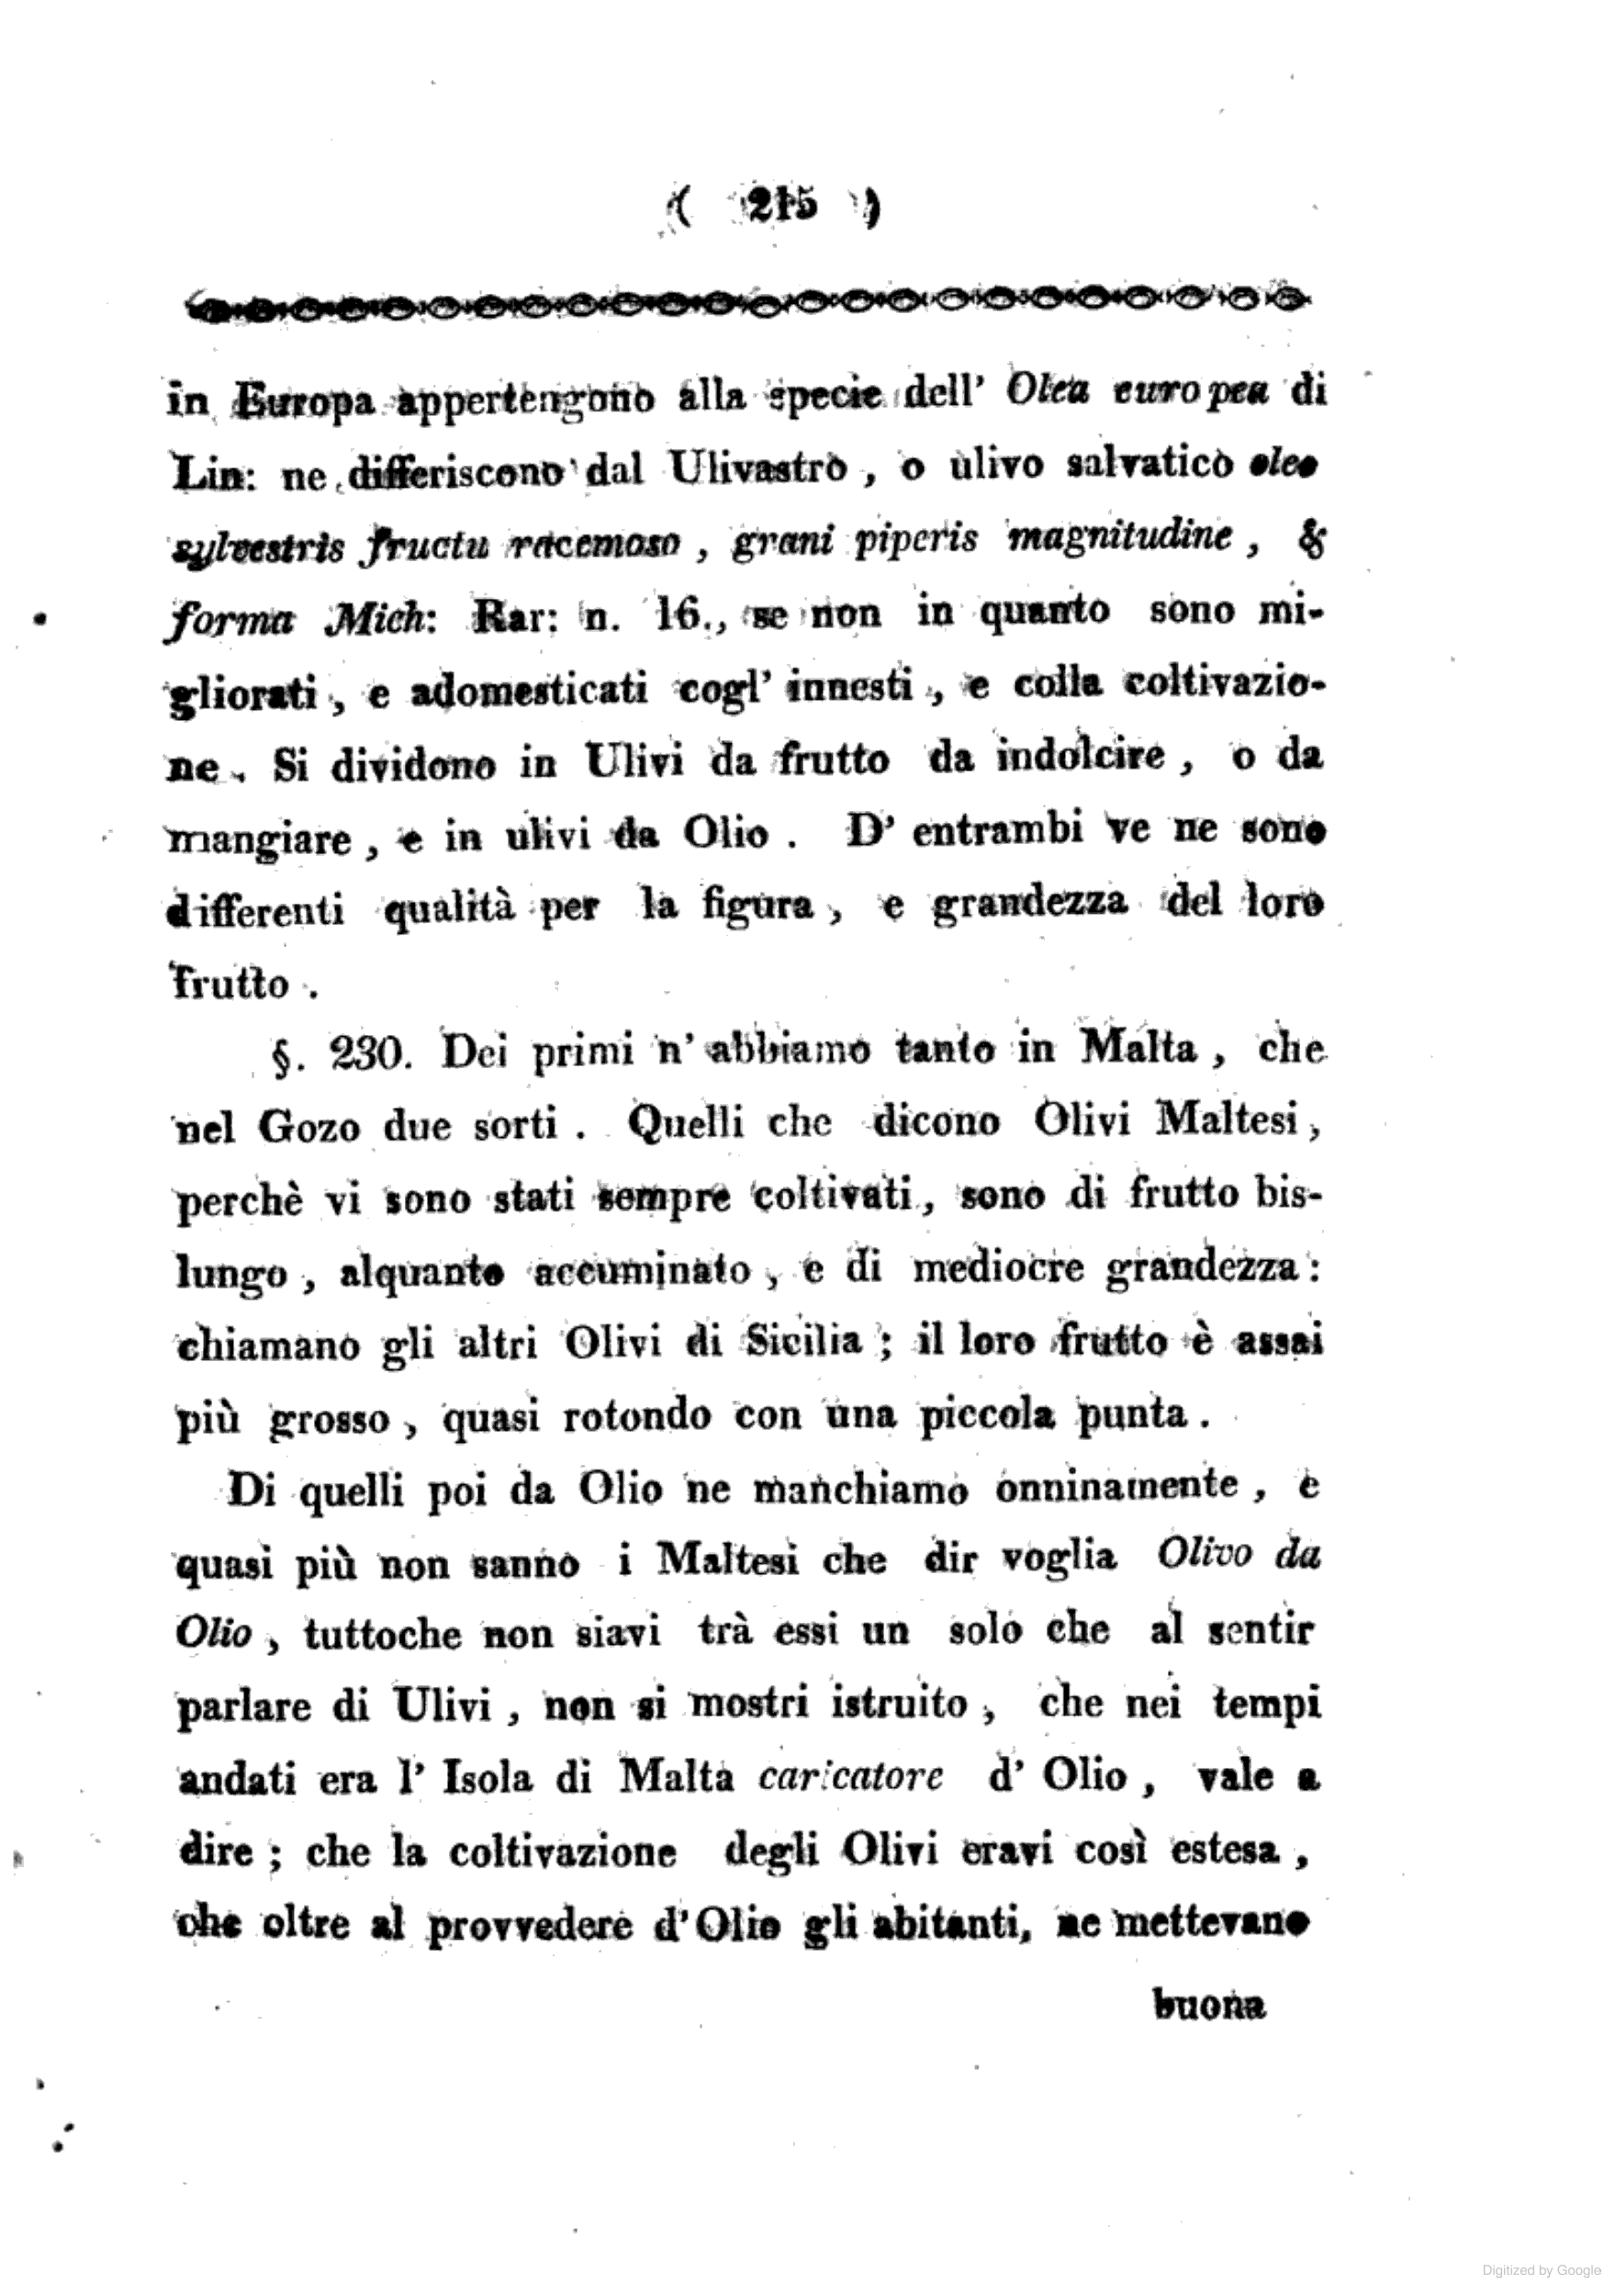 ( 215 )
in Europa appertengono alla specie dell' Olea europea di
Lin: ne differiscono dal Ulivastro , o ulivo salvatico oleo
sylvestris fructu racemoso , grani piperis magnitudine , &
forma Mich: Rar: n. 16., se non in quanto sono mi-
gliorati , e adomesticati cogl' innesti , e colla coltivazio-
ne . Si dividono in Ulivi da frutto da indolcire , o da
mangiare , e in ulivi da Olio . D' entrambi ve ne sono
differenti qualità per la figura , e grandezza del loro
frutto .
§. 230. Dei primi n' abbiamo tanto in Malta , che
nel Gozo due sorti . Quelli che dicono Olivi Maltesi ,
perchè vi sono stati sempre coltivati , sono di frutto bis-
lungo , alquanto accuminato , e di mediocre grandezza :
chiamano gli altri Olivi di Sicilia ; il loro frutto è assai
più grosso , quasi rotondo con una piccola punta .
Di quelli poi da Olio ne manchiamo onninamente , e
quasi più non sanno i Maltesi che dir voglia Olivo da
Olio , tuttoche non siavi trà essi un solo che al sentir
parlare di Ulivi , non si mostri istruito , che nei tempi
andati era l' Isola di Malta caricatore d' Olio , vale a
dire ; che la coltivazione degli Olivi eravi così estesa ,
che oltre al provvedere d' Olio gli abitanti, ne mettevano
buona
Digitized by Google